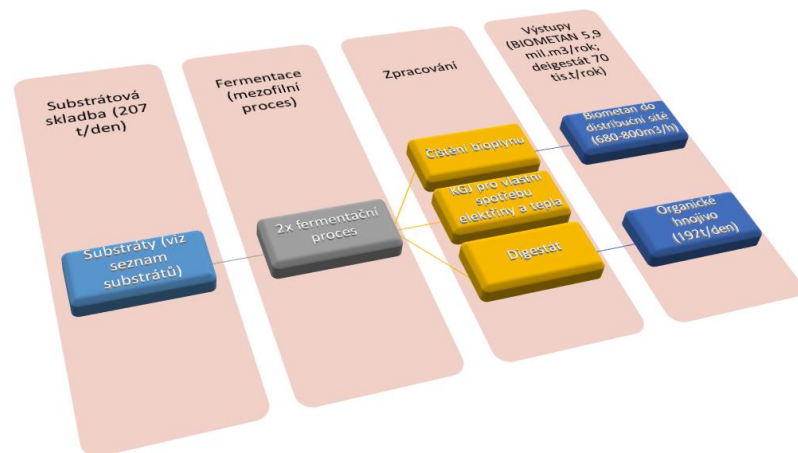 Substrátová
skladba (207
t/den)
Substráty (viz
seznam
substrátů)
Fermentace
(mezofilní
proces)
2x fermentační
proces
Zpracování
Čištění bioplynu
KGJ pro vlastní
spotřebu
elektřiny a tepla
Digestát
Výstupy
(BIOMETAN 5,9
mil.m3/rok;
deigestát 70
tis.t/rok)
Biometan do
distribuční sítě
(680-800m3/h)
Organické
hnojivo
(192t/den)